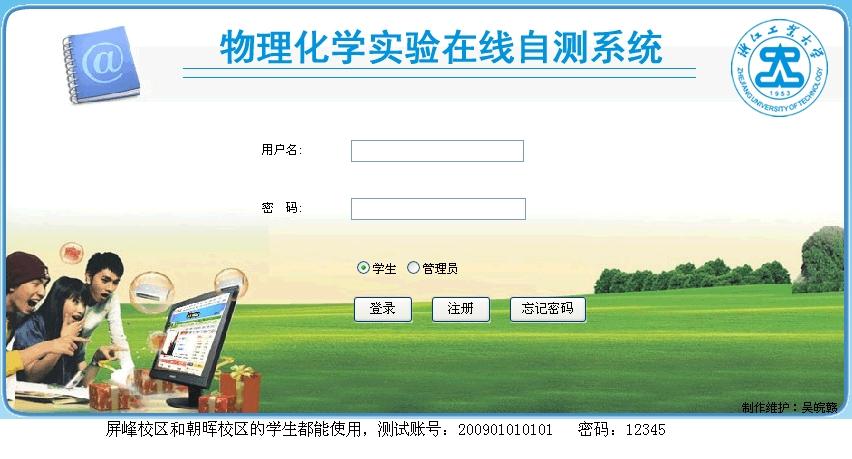 物理化学实验在线自测系统
浙江工业大学
ZHEJIANG UNIVERSITY OF TECHNOLOGY
1953
@
用户名:
密 码:
学生 管理员
登录 注册 忘记密码
制作维护：吴皖赣
屏峰校区和朝晖校区的学生都能使用，测试账号：200901010101 密码：12345